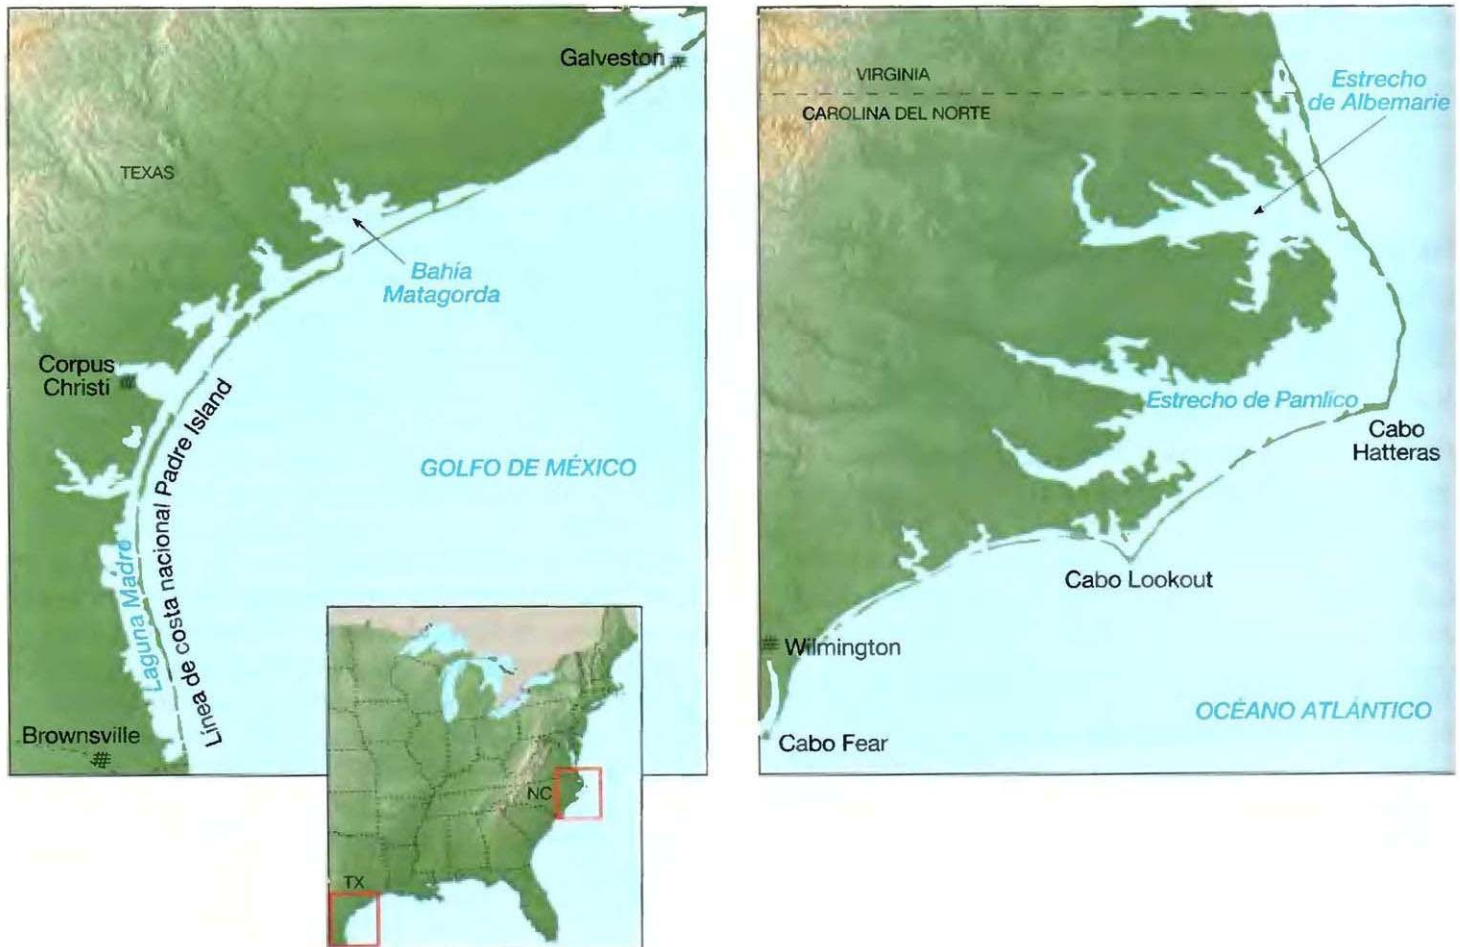 Galveston
TEXAS
Bahía
Matagorda
Corpus
Christi
Línea de costa nacional Padre Island
GOLFO DE MÉXICO
Laguna Madre
Brownsville
VIRGINIA
CAROLINA DEL NORTE
Estrecho
de Albemarie
Estrecho de Pamlico
Cabo
Hatteras
Cabo Lookout
Wilmington
OCÉANO ATLÁNTICO
Cabo Fear
NC
TX